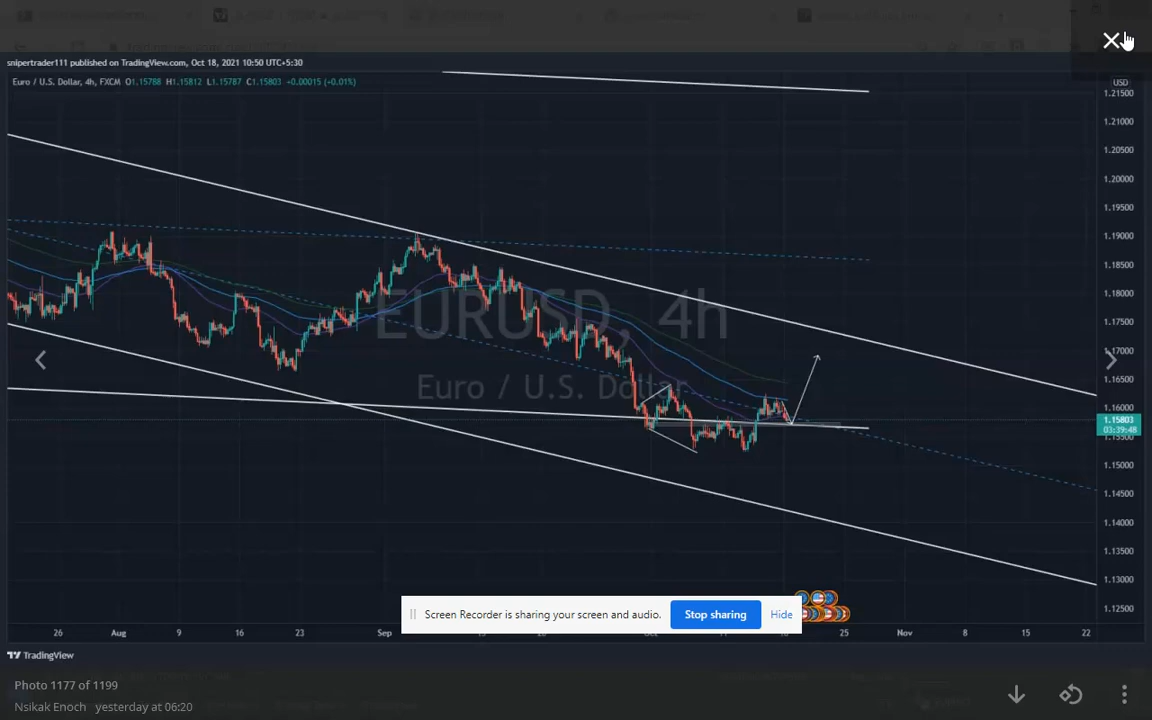 snipertrader111 published on TradingView.com, Oct 18, 2021 10:50 UTC+5:30
Euro / U.S. Dollar, 4h, FXCM O1.15788 H1.15812 L1.15787 C1.15803 +0.00015 (+0.01%)
USD
1.21500
1.21000
1.20500
1.20000
1.19500
1.19000
1.18500
1.18000
1.17500
1.17000
1.16500
1.16000
1.15803
03:39:48
1.15500
1.15000
1.14500
1.14000
1.13500
1.13000
1.12500
EURUSD, 4h
Euro / U.S. Dollar
Screen Recorder is sharing your screen and audio. Stop sharing Hide
26 Aug 9 16 23 Sep 25 Nov 8 15 22
TradingView
Photo 1177 of 1199
Nsikak Enoch yesterday at 06:20